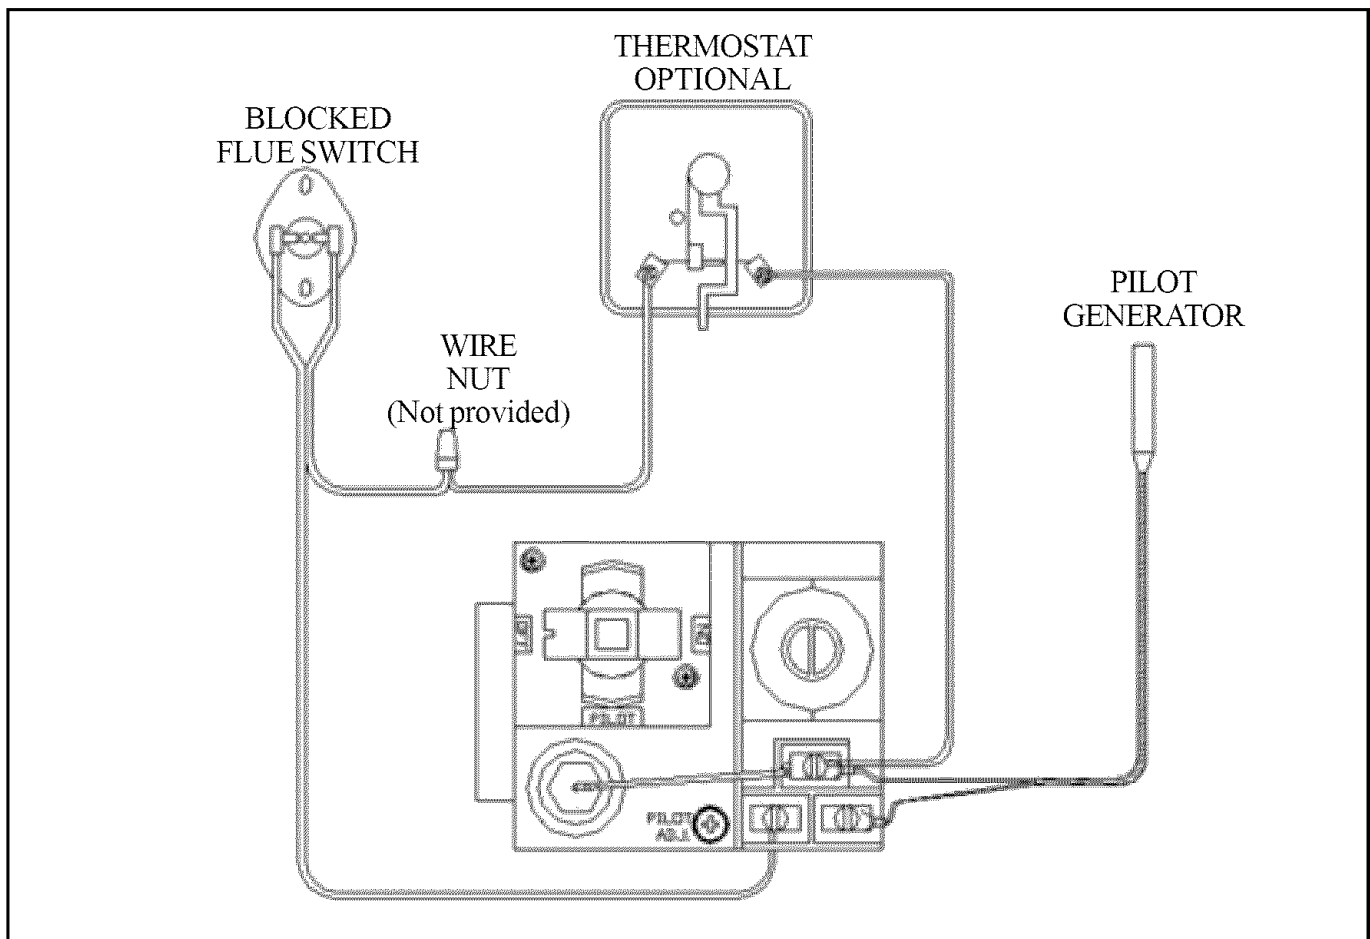 THERMOSTAT
OPTIONAL
BLOCKED
FLUE SWITCH
PILOT
GENERATOR
WIRE
NUT
(Not provided)
PILOT
PILOT
ADJ.